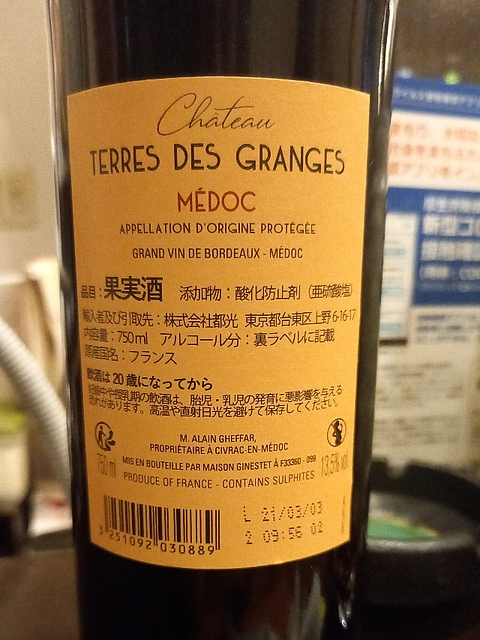 Château
TERRES DES GRANGES
MÉDOC
APPELLATION D'ORIGINE PROTÉGÉE
GRAND VIN DE BORDEAUX - MÉDOC
品目：果実酒 添加物：酸化防止剤（亜硫酸塩）
輸入者及び引取先：株式会社都光 東京都台東区上野6-16-17
内容量：750ml アルコール分：裏ラベルに記載
原産国名：フランス
飲酒は20歳になってから
妊娠中や授乳期の飲酒は、胎児・乳児の発育に悪影響を与える
恐れがあります。高温や直射日光を避けて保存してください。
M. ALAIN GHEFFAR,
PROPRIÉTAIRE À CIVRAC-EN-MÉDOC
750 ml
MIS EN BOUTEILLE PAR MAISON GINESTET À F33360 - 099
13,5% vol.
PRODUCE OF FRANCE - CONTAINS SULPHITES
L 21/03/03
2 09:56 02
3 251092 030889